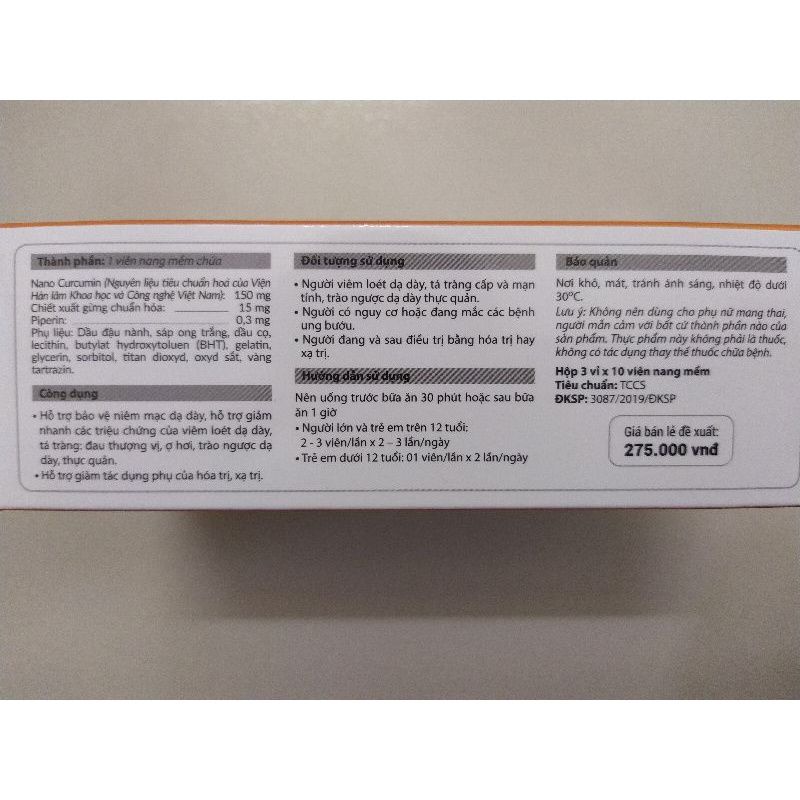 Thành phần: 1 viên nang mềm chứa
Nano Curcumin (Nguyên liệu tiêu chuẩn hoá của Viện
Hàn lâm Khoa học và Công nghệ Việt Nam): 150 mg
Chiết xuất gừng chuẩn hóa: 15 mg
Piperin: 0,3 mg
Phụ liệu: Dầu đậu nành, sáp ong trắng, dầu cọ,
lecithin, butylat hydroxytoluen (BHT), gelatin,
glycerin, sorbitol, titan dioxyd, oxyd sắt, vàng
tartrazin.
Công dụng
• Hỗ trợ bảo vệ niêm mạc dạ dày, hỗ trợ giảm
nhanh các triệu chứng của viêm loét dạ dày,
tá tràng: đau thượng vị, ợ hơi, trào ngược dạ
dày, thực quản.
• Hỗ trợ giảm tác dụng phụ của hóa trị, xạ trị.
Đối tượng sử dụng
• Người viêm loét dạ dày, tá tràng cấp và mạn
tính, trào ngược dạ dày thực quản.
• Người có nguy cơ hoặc đang mắc các bệnh
ung bướu.
• Người đang và sau điều trị bằng hóa trị hay
xạ trị.
Hướng dẫn sử dụng
Nên uống trước bữa ăn 30 phút hoặc sau bữa
ăn 1 giờ
• Người lớn và trẻ em trên 12 tuổi:
2 - 3 viên/lần x 2 – 3 lần/ngày
• Trẻ em dưới 12 tuổi: 01 viên/lần x 2 lần/ngày
Bảo quản
Nơi khô, mát, tránh ánh sáng, nhiệt độ dưới
30°C.
Lưu ý: Không nên dùng cho phụ nữ mang thai,
người mẫn cảm với bất cứ thành phần nào của
sản phẩm. Thực phẩm này không phải là thuốc,
không có tác dụng thay thế thuốc chữa bệnh.
Hộp 3 vỉ x 10 viên nang mềm
Tiêu chuẩn: TCCS
ĐKSP: 3087/2019/ĐKSP
Giá bán lẻ đề xuất:
275.000 vnđ